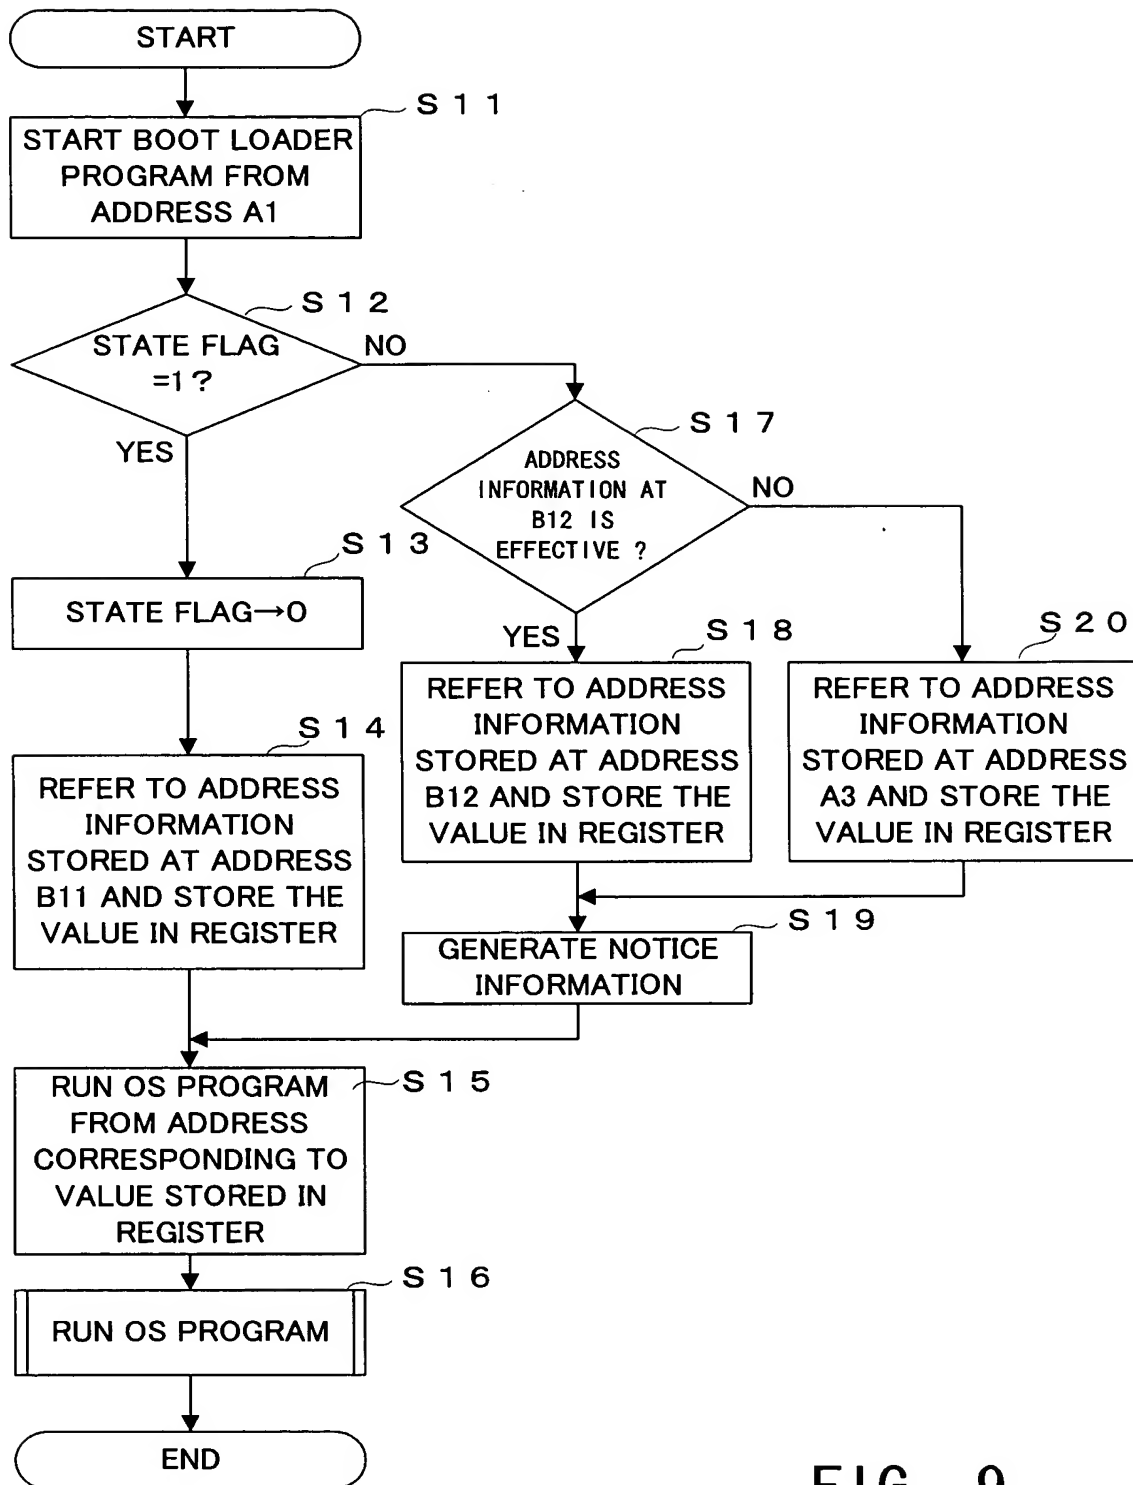 START
S11
START BOOT LOADER
PROGRAM FROM
ADDRESS A1
S12
STATE FLAG
=1?
NO
YES
S17
ADDRESS
INFORMATION AT
B12 IS
EFFECTIVE ?
NO
YES
S13
STATE FLAG→0
S18
REFER TO ADDRESS
INFORMATION
STORED AT ADDRESS
B12 AND STORE THE
VALUE IN REGISTER
S20
REFER TO ADDRESS
INFORMATION
STORED AT ADDRESS
A3 AND STORE THE
VALUE IN REGISTER
S14
REFER TO ADDRESS
INFORMATION
STORED AT ADDRESS
B11 AND STORE THE
VALUE IN REGISTER
S19
GENERATE NOTICE
INFORMATION
S15
RUN OS PROGRAM
FROM ADDRESS
CORRESPONDING TO
VALUE STORED IN
REGISTER
S16
RUN OS PROGRAM
END
FIG. 9